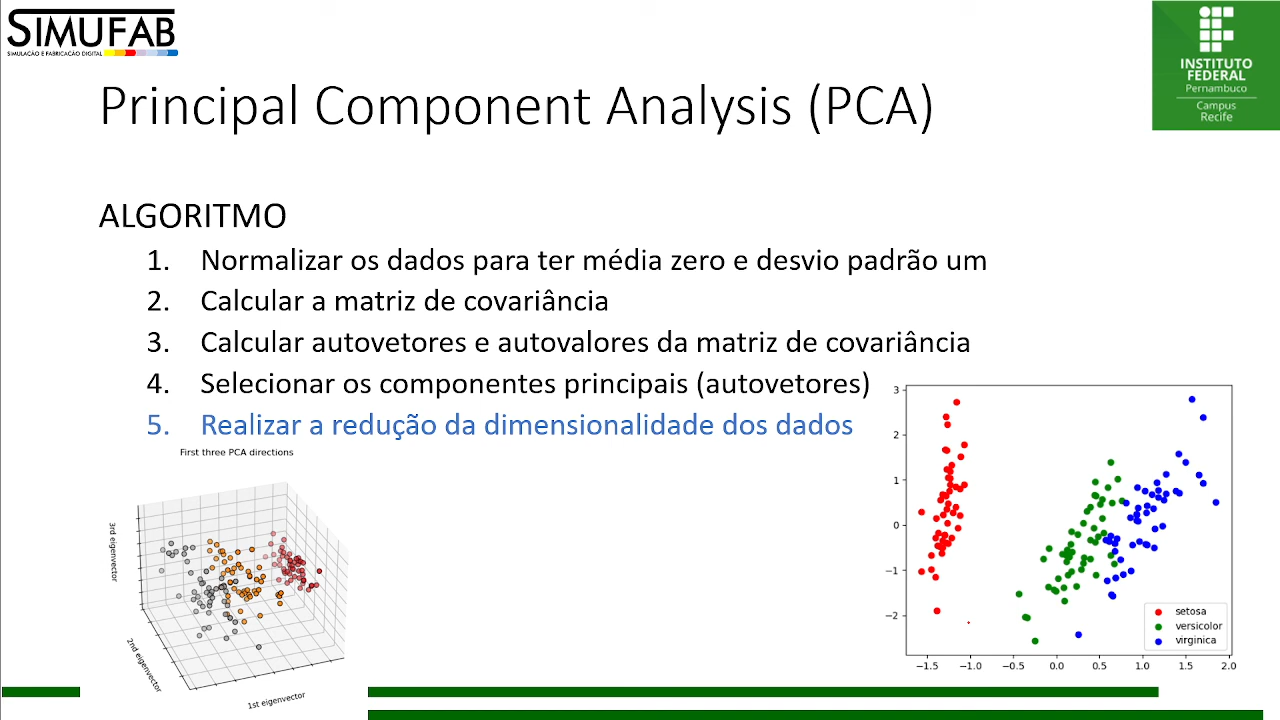 SIMUFAB
SIMULAÇÃO E FABRICAÇÃO DIGITAL
INSTITUTO
FEDERAL
Pernambuco
Campus
Recife
Principal Component Analysis (PCA)
ALGORITMO
1. Normalizar os dados para ter média zero e desvio padrão um
2. Calcular a matriz de covariância
3. Calcular autovetores e autovalores da matriz de covariância
4. Selecionar os componentes principais (autovetores)
5. Realizar a redução da dimensionalidade dos dados
First three PCA directions
3rd eigenvector
2nd eigenvector
1st eigenvector
3
2
1
0
−1
−2
setosa
versicolor
virginica
−1.5 −1.0 −0.5 0.0 0.5 1.0 1.5 2.0